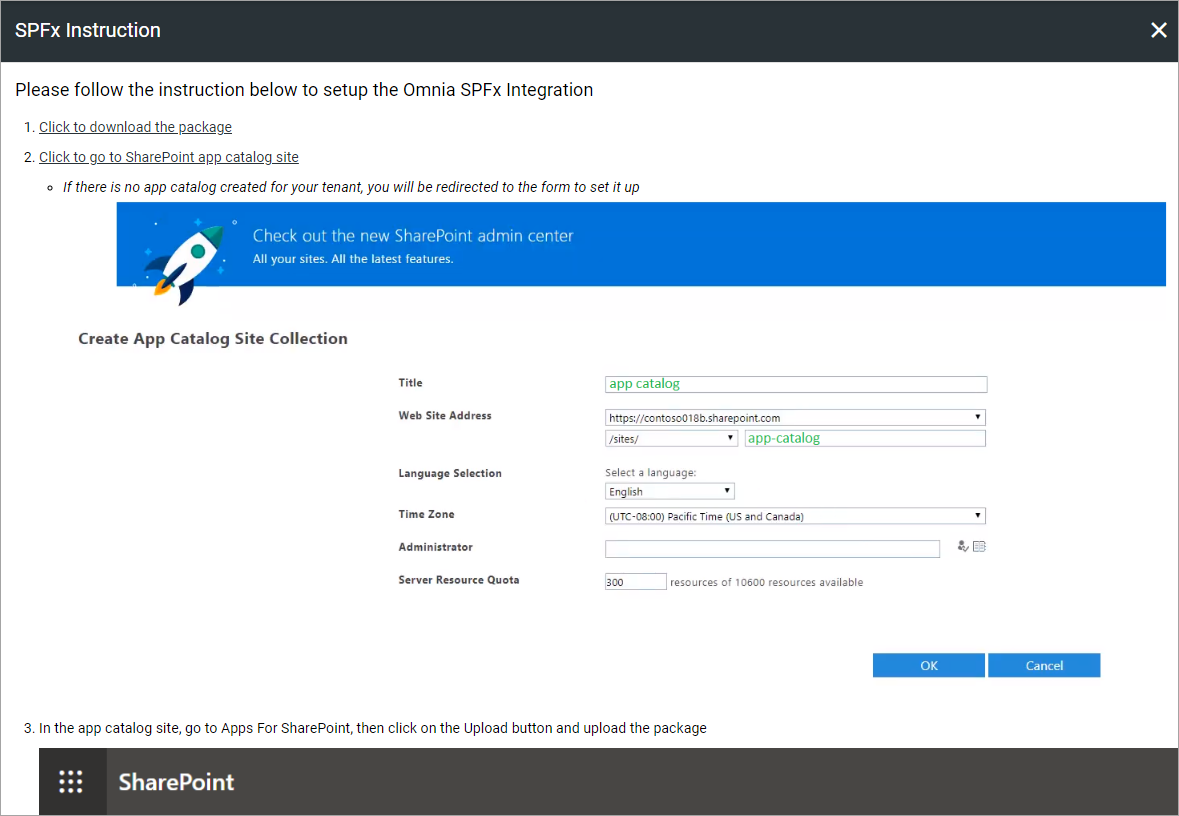 SPFx Instruction
Please follow the instruction below to setup the Omnia SPFx Integration
1. Click to download the package
2. Click to go to SharePoint app catalog site
If there is no app catalog created for your tenant, you will be redirected to the form to set it up
Check out the new SharePoint admin center
All your sites. All the latest features.
Create App Catalog Site Collection
Title
app catalog
Web Site Address
https://contoso018b.sharepoint.com
/sites/ app-catalog
Language Selection
Select a language:
English
Time Zone
(UTC-08:00) Pacific Time (US and Canada)
Administrator
Server Resource Quota
300 resources of 10600 resources available
OK Cancel
3. In the app catalog site, go to Apps For SharePoint, then click on the Upload button and upload the package
SharePoint